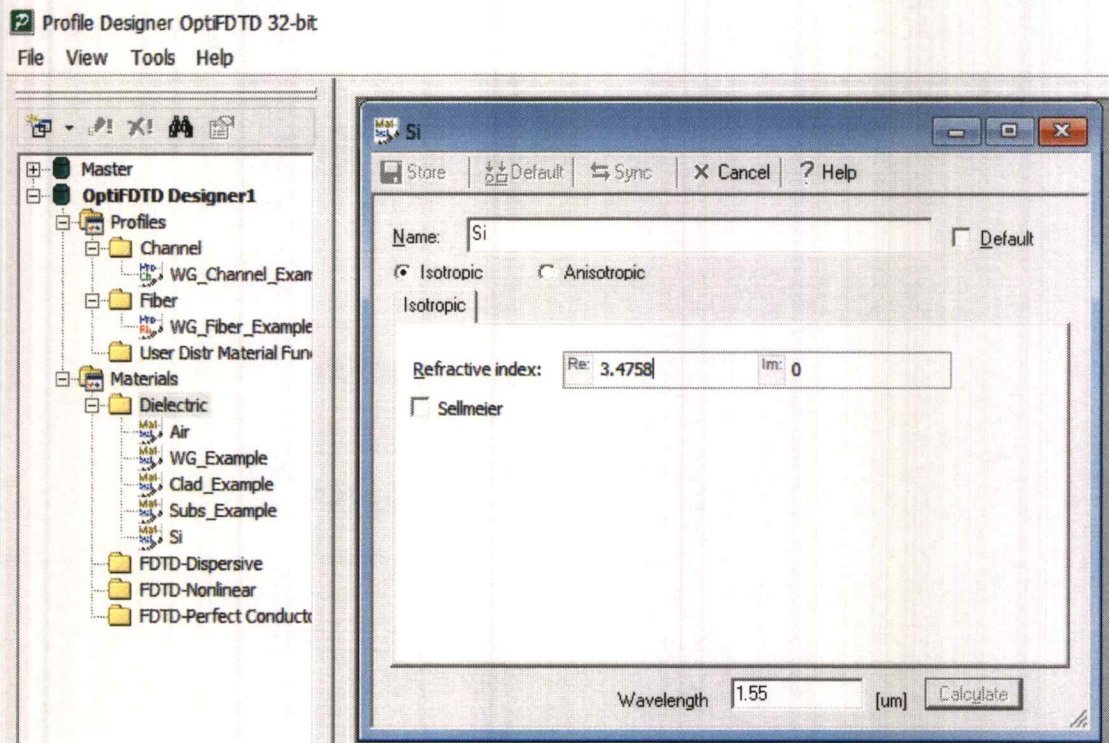 Profile Designer OptiFDTD 32-bit
File View Tools Help
Master
OptiFDTD Designer1
Profiles
Channel
WG_Channel_Exam
Fiber
WG_Fiber_Example
User Distr Material Fun
Materials
Dielectric
Air
WG_Example
Clad_Example
Subs_Example
Si
FDTD-Dispersive
FDTD-Nonlinear
FDTD-Perfect Conducto
Si
Store Default Sync Cancel ? Help
Name: Si Default
Isotropic Anisotropic
Isotropic
Refractive index: Re: 3.4758 Im: 0
Sellmeier
Wavelength 1.55 [um] Calculate